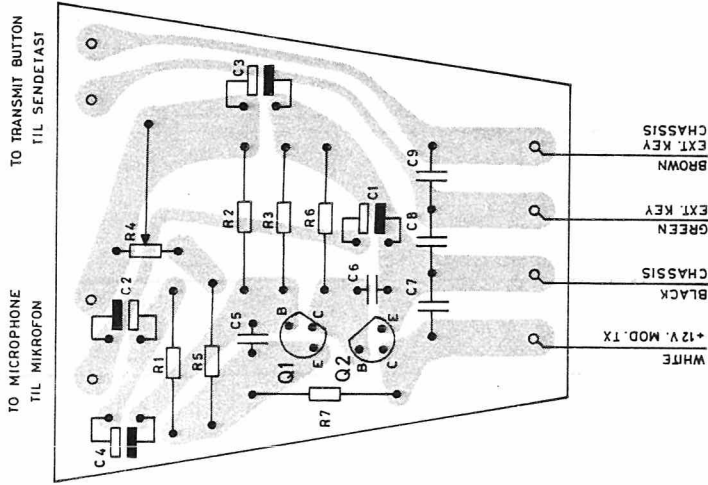 TO TRANSMIT BUTTON
TIL SENDETAST
TO MICROPHONE
TIL MIKROFON
C3
R4
C2
C4
R2
R3
R6
C1
R1
R5
C5
C6
B
C
E
Q1
Q2
B
E
C
R7
C9
C8
C7
BROWN
EXT. KEY
CHASSIS
GREEN
EXT. KEY
BLACK
CHASSIS
WHITE
+12V. MOD. TX